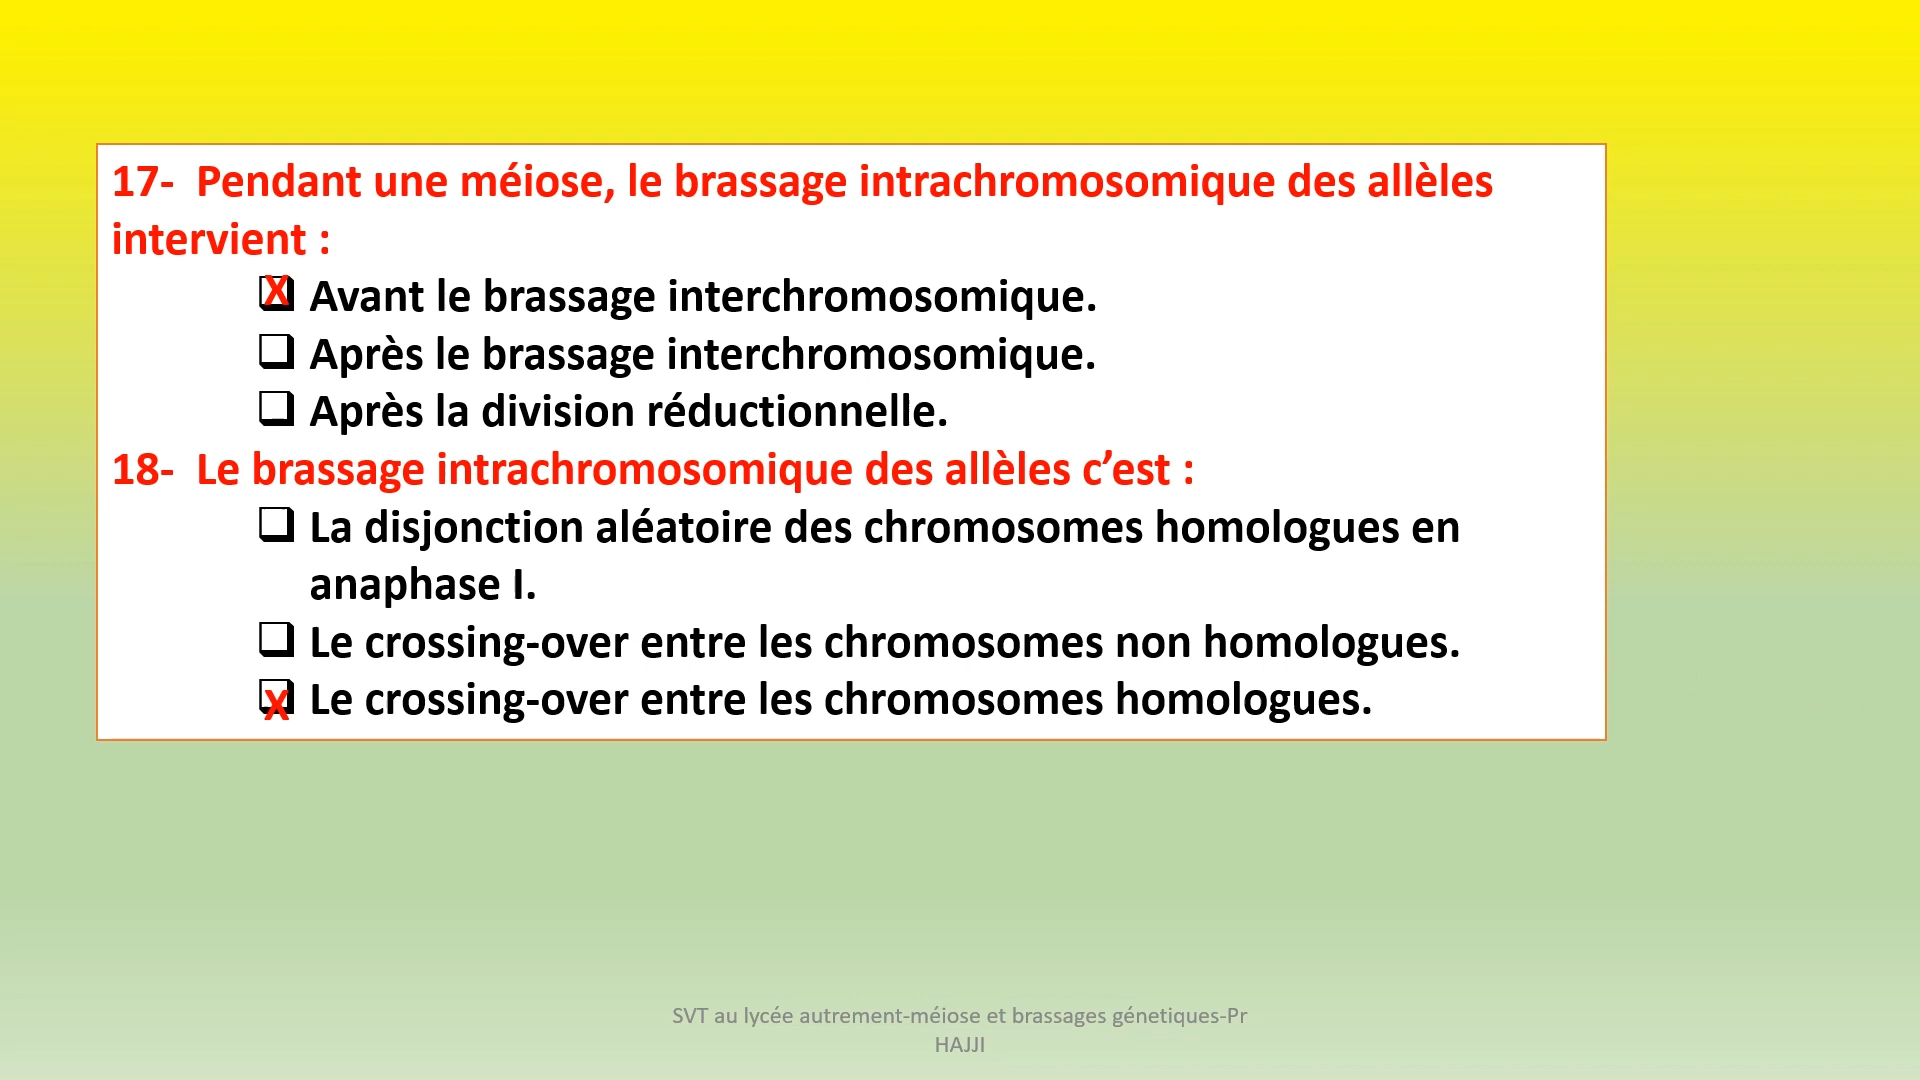 17- Pendant une méiose, le brassage intrachromosomique des allèles
intervient :
X Avant le brassage interchromosomique.
Après le brassage interchromosomique.
Après la division réductionnelle.
18- Le brassage intrachromosomique des allèles c’est :
La disjonction aléatoire des chromosomes homologues en
anaphase I.
Le crossing-over entre les chromosomes non homologues.
X Le crossing-over entre les chromosomes homologues.
SVT au lycée autrement-méiose et brassages génetiques-Pr
HAJJI